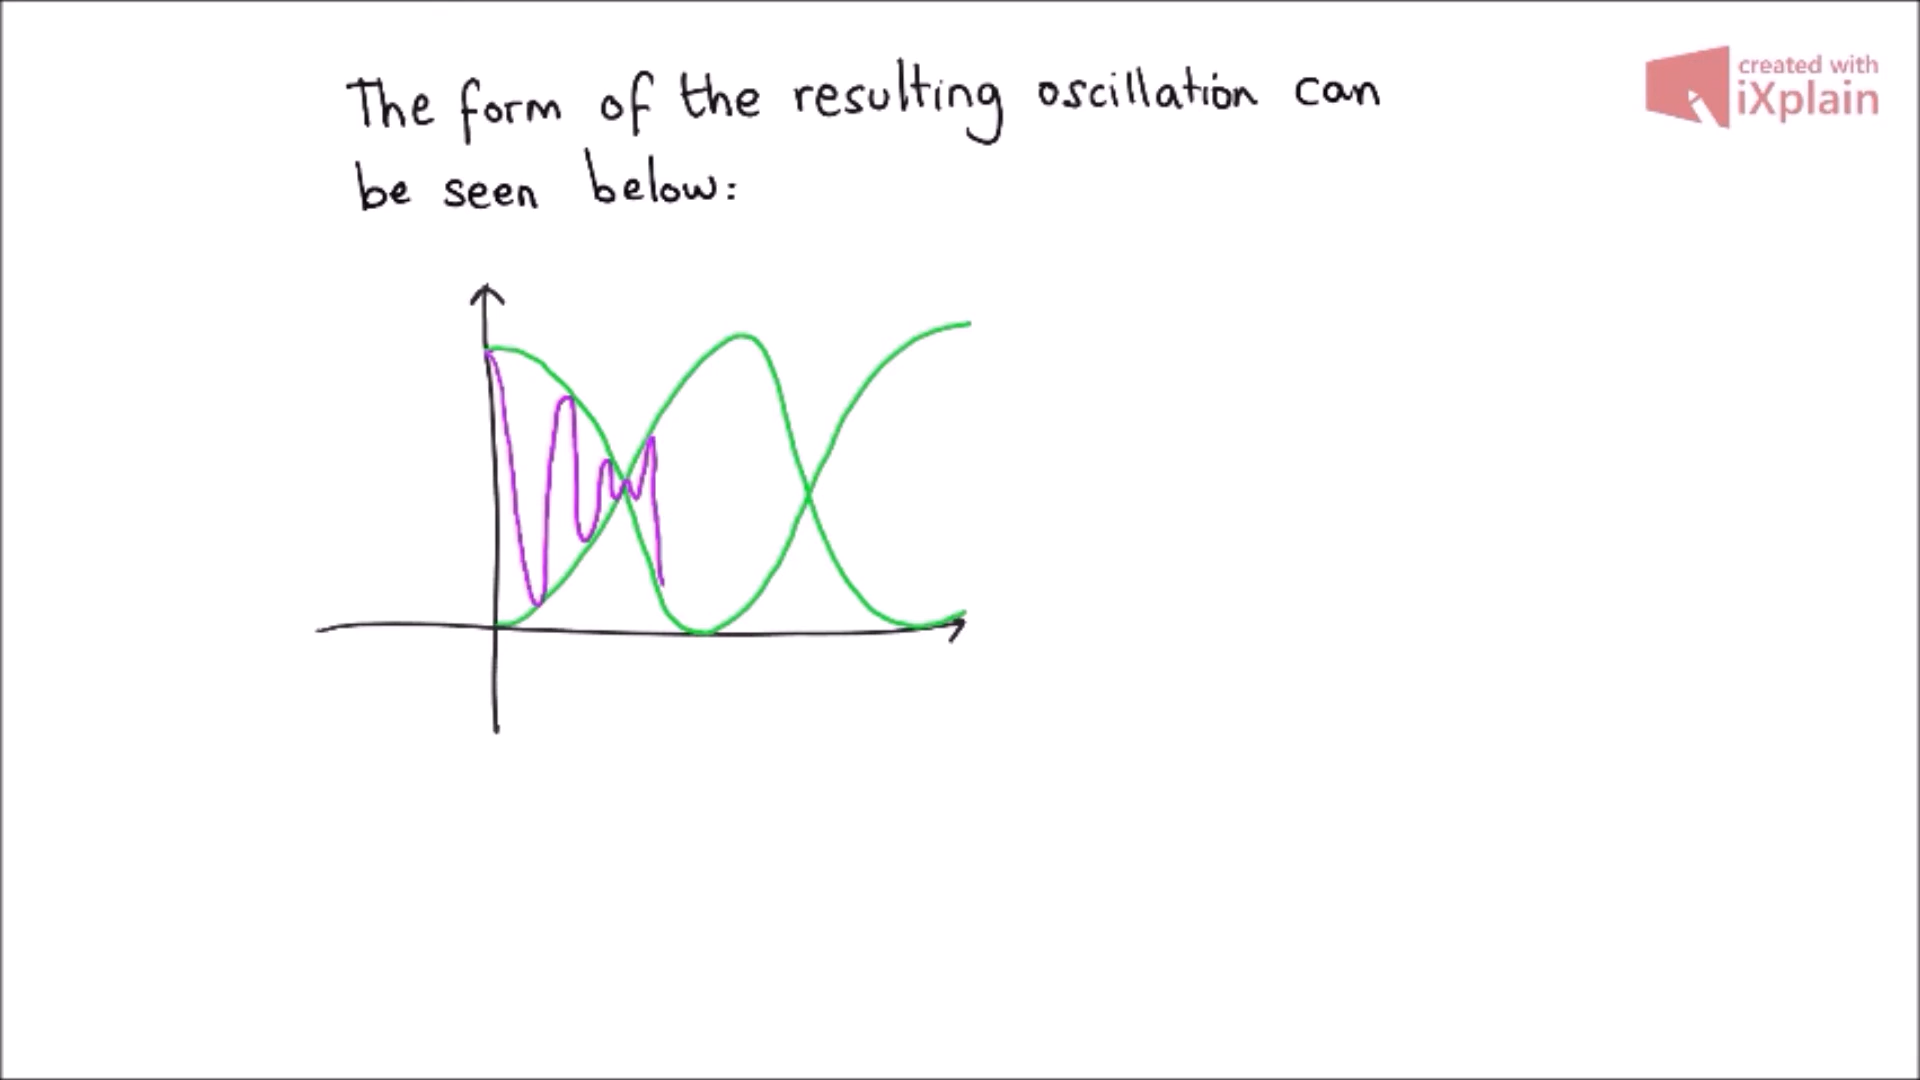 The form of the resulting oscillation can
be seen below:
created with
iXplain